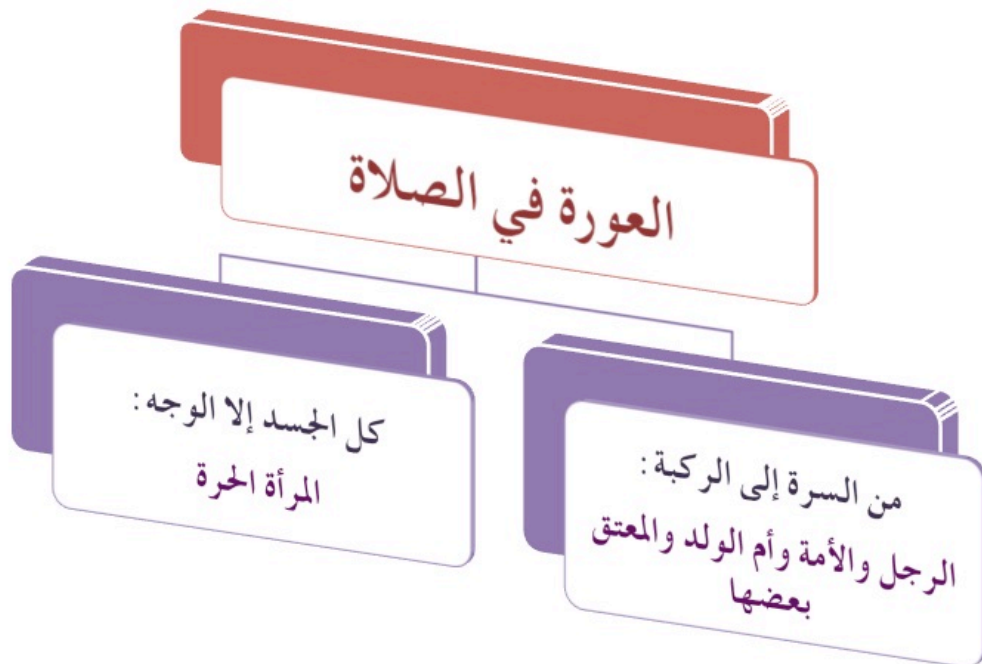 العورة في الصلاة
من السرة إلى الركبة :
الرجل والأمة وأم الولد والمعتق
بعضها
كل الجسد إلا الوجه :
المرأة الحرة